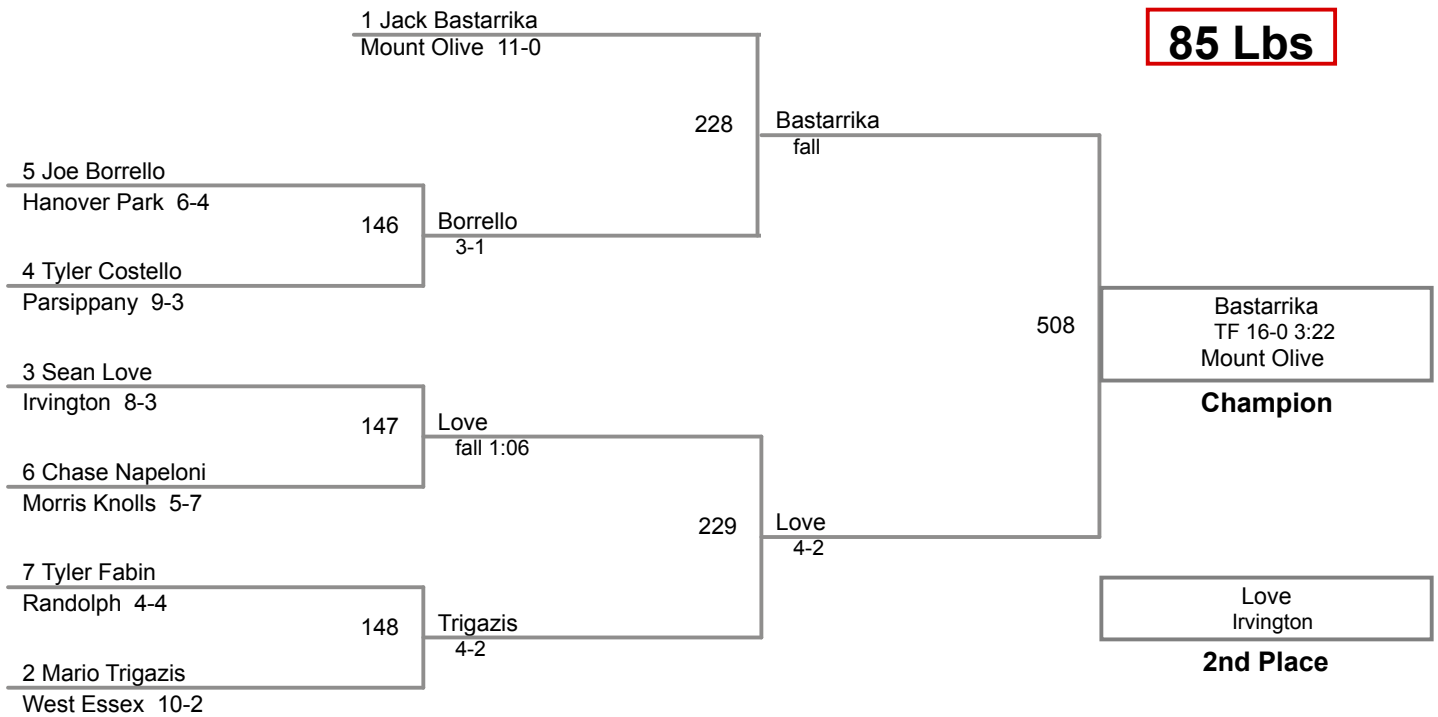 1 Jack Bastarrika
Mount Olive 11-0
85 Lbs
228
Bastarrika
fall
5 Joe Borrello
Hanover Park 6-4
146
Borrello
3-1
4 Tyler Costello
Parsippany 9-3
508
Bastarrika
TF 16-0 3:22
Mount Olive
Champion
3 Sean Love
Irvington 8-3
147
Love
fall 1:06
6 Chase Napeloni
Morris Knolls 5-7
229
Love
4-2
7 Tyler Fabin
Randolph 4-4
148
Trigazis
4-2
2 Mario Trigazis
West Essex 10-2
Love
Irvington
2nd Place